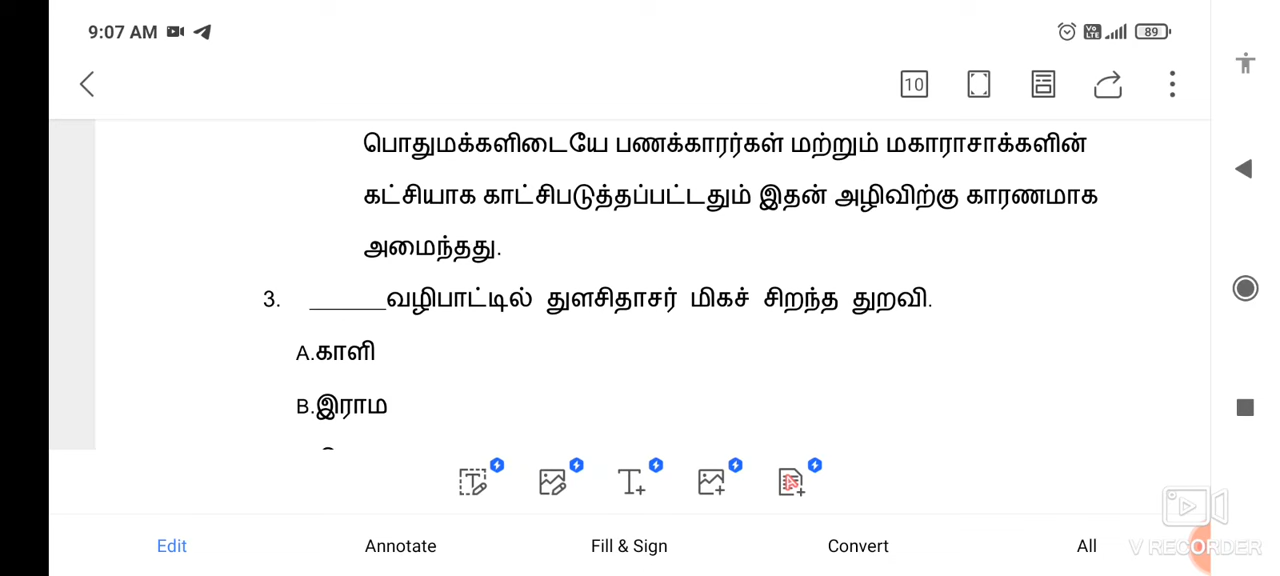 9:07 AM
89
10
பொதுமக்களிடையே பணக்காரர்கள் மற்றும் மகாராசாக்களின்
கட்சியாக காட்சிபடுத்தப்பட்டதும் இதன் அழிவிற்கு காரணமாக
அமைந்தது.
3. ______வழிபாட்டில் துளசிதாசர் மிகச் சிறந்த துறவி.
A.காளி
B.இராம
Edit Annotate Fill & Sign Convert All
V RECORDER